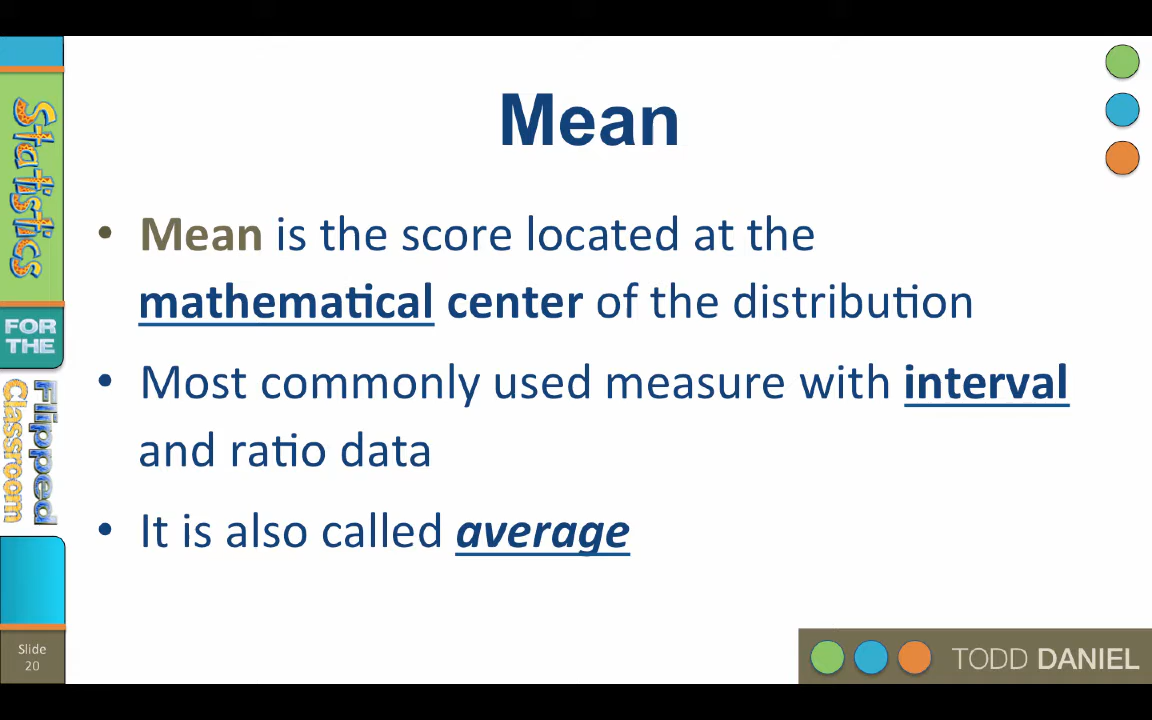 Mean
• Mean is the score located at the
mathematical center of the distribution
• Most commonly used measure with interval
and ratio data
• It is also called average
Statistics
FOR THE
Flipped
Classroom
Slide
20
TODD DANIEL